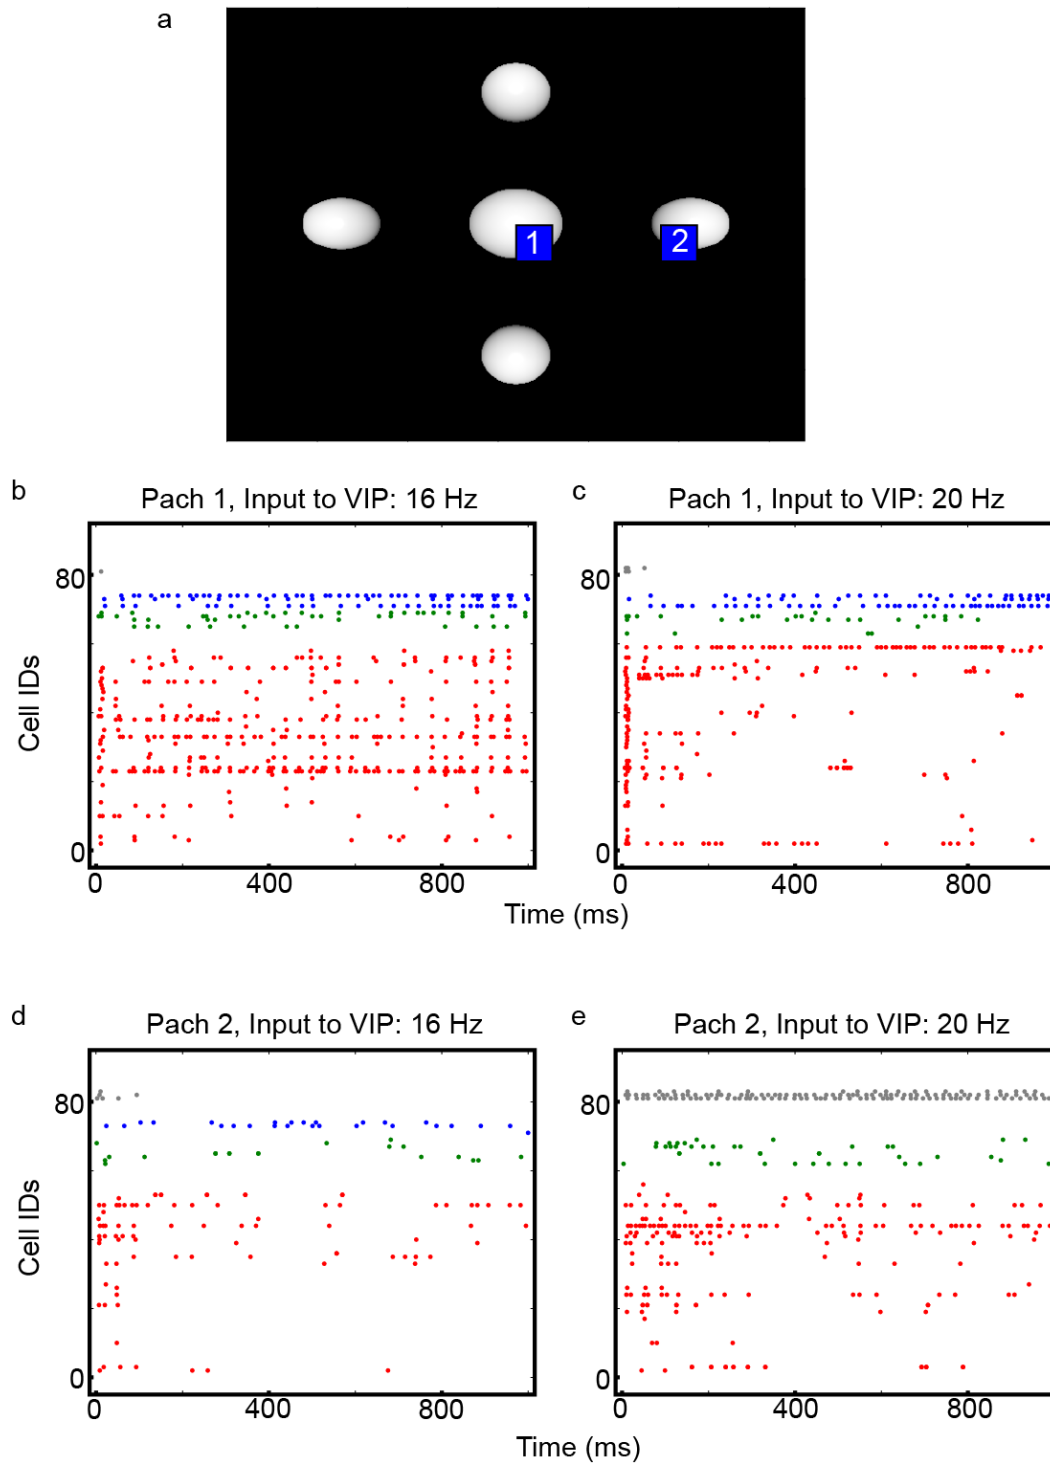 a
1
2
b
Pach 1, Input to VIP: 16 Hz
c
Pach 1, Input to VIP: 20 Hz
Cell IDs
80
0
0
400
800
80
0
0
400
800
Time (ms)
d
Pach 2, Input to VIP: 16 Hz
e
Pach 2, Input to VIP: 20 Hz
Cell IDs
80
0
0
400
800
80
0
0
400
800
Time (ms)